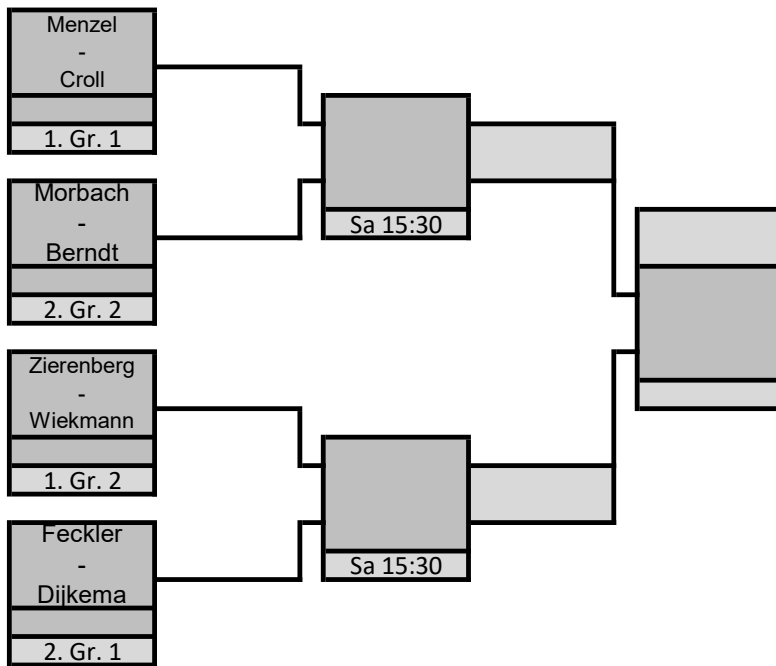 Menzel
-
Croll
1. Gr. 1
Morbach
-
Berndt
2. Gr. 2
Sa 15:30
Zierenberg
-
Wiekmann
1. Gr. 2
Feckler
-
Dijkema
2. Gr. 1
Sa 15:30